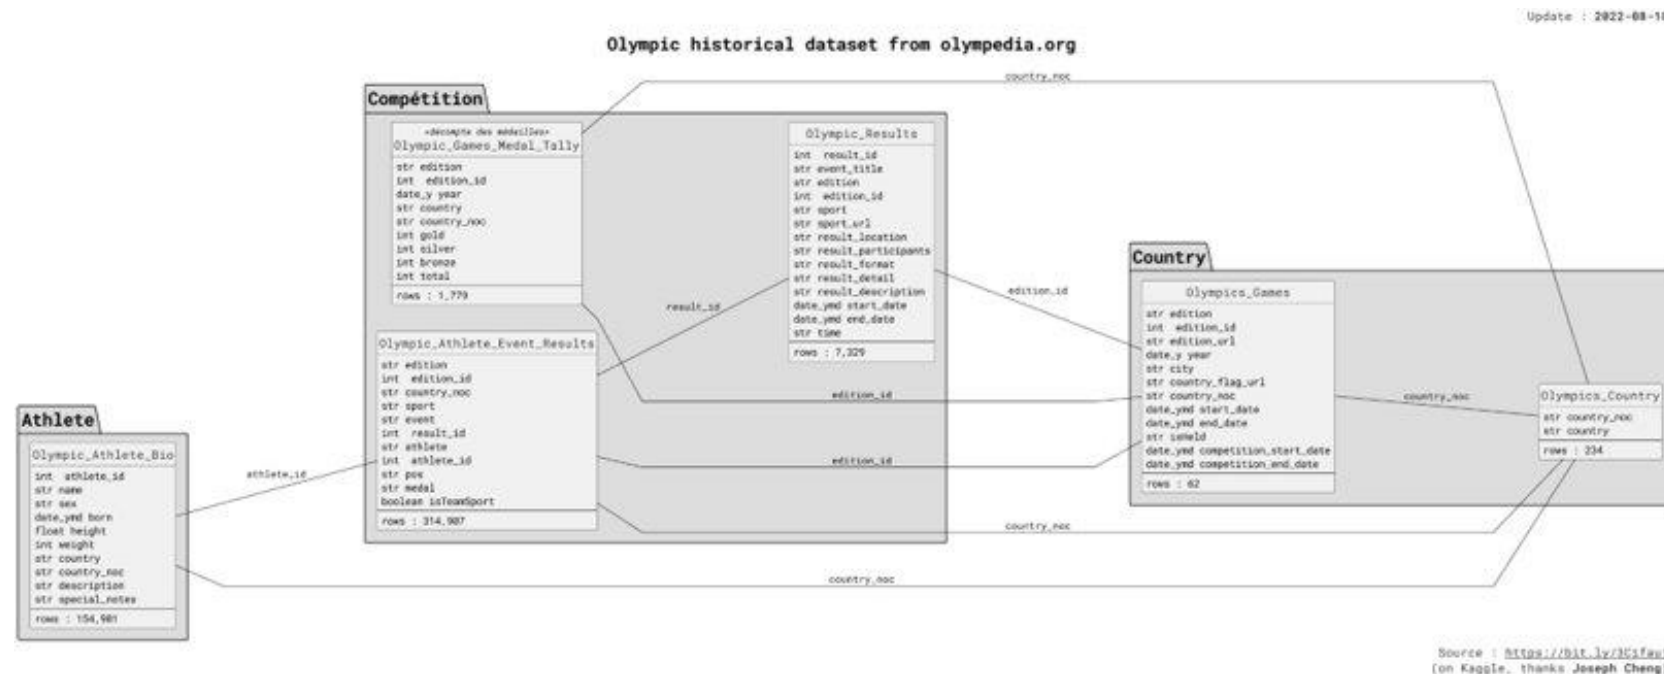 Update : 2022-08-18
Olympic historical dataset from olympedia.org
country_noc
Compétition
«décompte des médailles»
Olympic_Games_Medal_Tally
str edition
int edition_id
date_y year
str country
str country_noc
int gold
int silver
int bronze
int total
rows : 1,779
Olympic_Results
int result_id
str event_title
str edition
int edition_id
str sport
str sport_url
str result_location
str result_participants
str result_format
str result_detail
str result_description
date_ymd start_date
date_ymd end_date
str time
rows : 7,329
result_id
edition_id
Olympic_Athlete_Event_Results
str edition
int edition_id
str country_noc
str sport
str event
int result_id
str athlete
int athlete_id
str pos
str medal
boolean isTeamSport
rows : 314,907
Country
Olympics_Games
str edition
int edition_id
str edition_url
date_y year
str city
str country_flag_url
str country_noc
date_ymd start_date
date_ymd end_date
str isHeld
date_ymd competition_start_date
date_ymd competition_end_date
rows : 62
edition_id
edition_id
country_noc
Olympics_Country
str country_noc
str country
rows : 234
Athlete
Olympic_Athlete_Bio
int athlete_id
str name
str sex
date_ymd born
float height
int weight
str country
str country_noc
str description
str special_notes
rows : 154,901
athlete_id
country_noc
country_noc
Source :
(on Kaggle, thanks Joseph Cheng